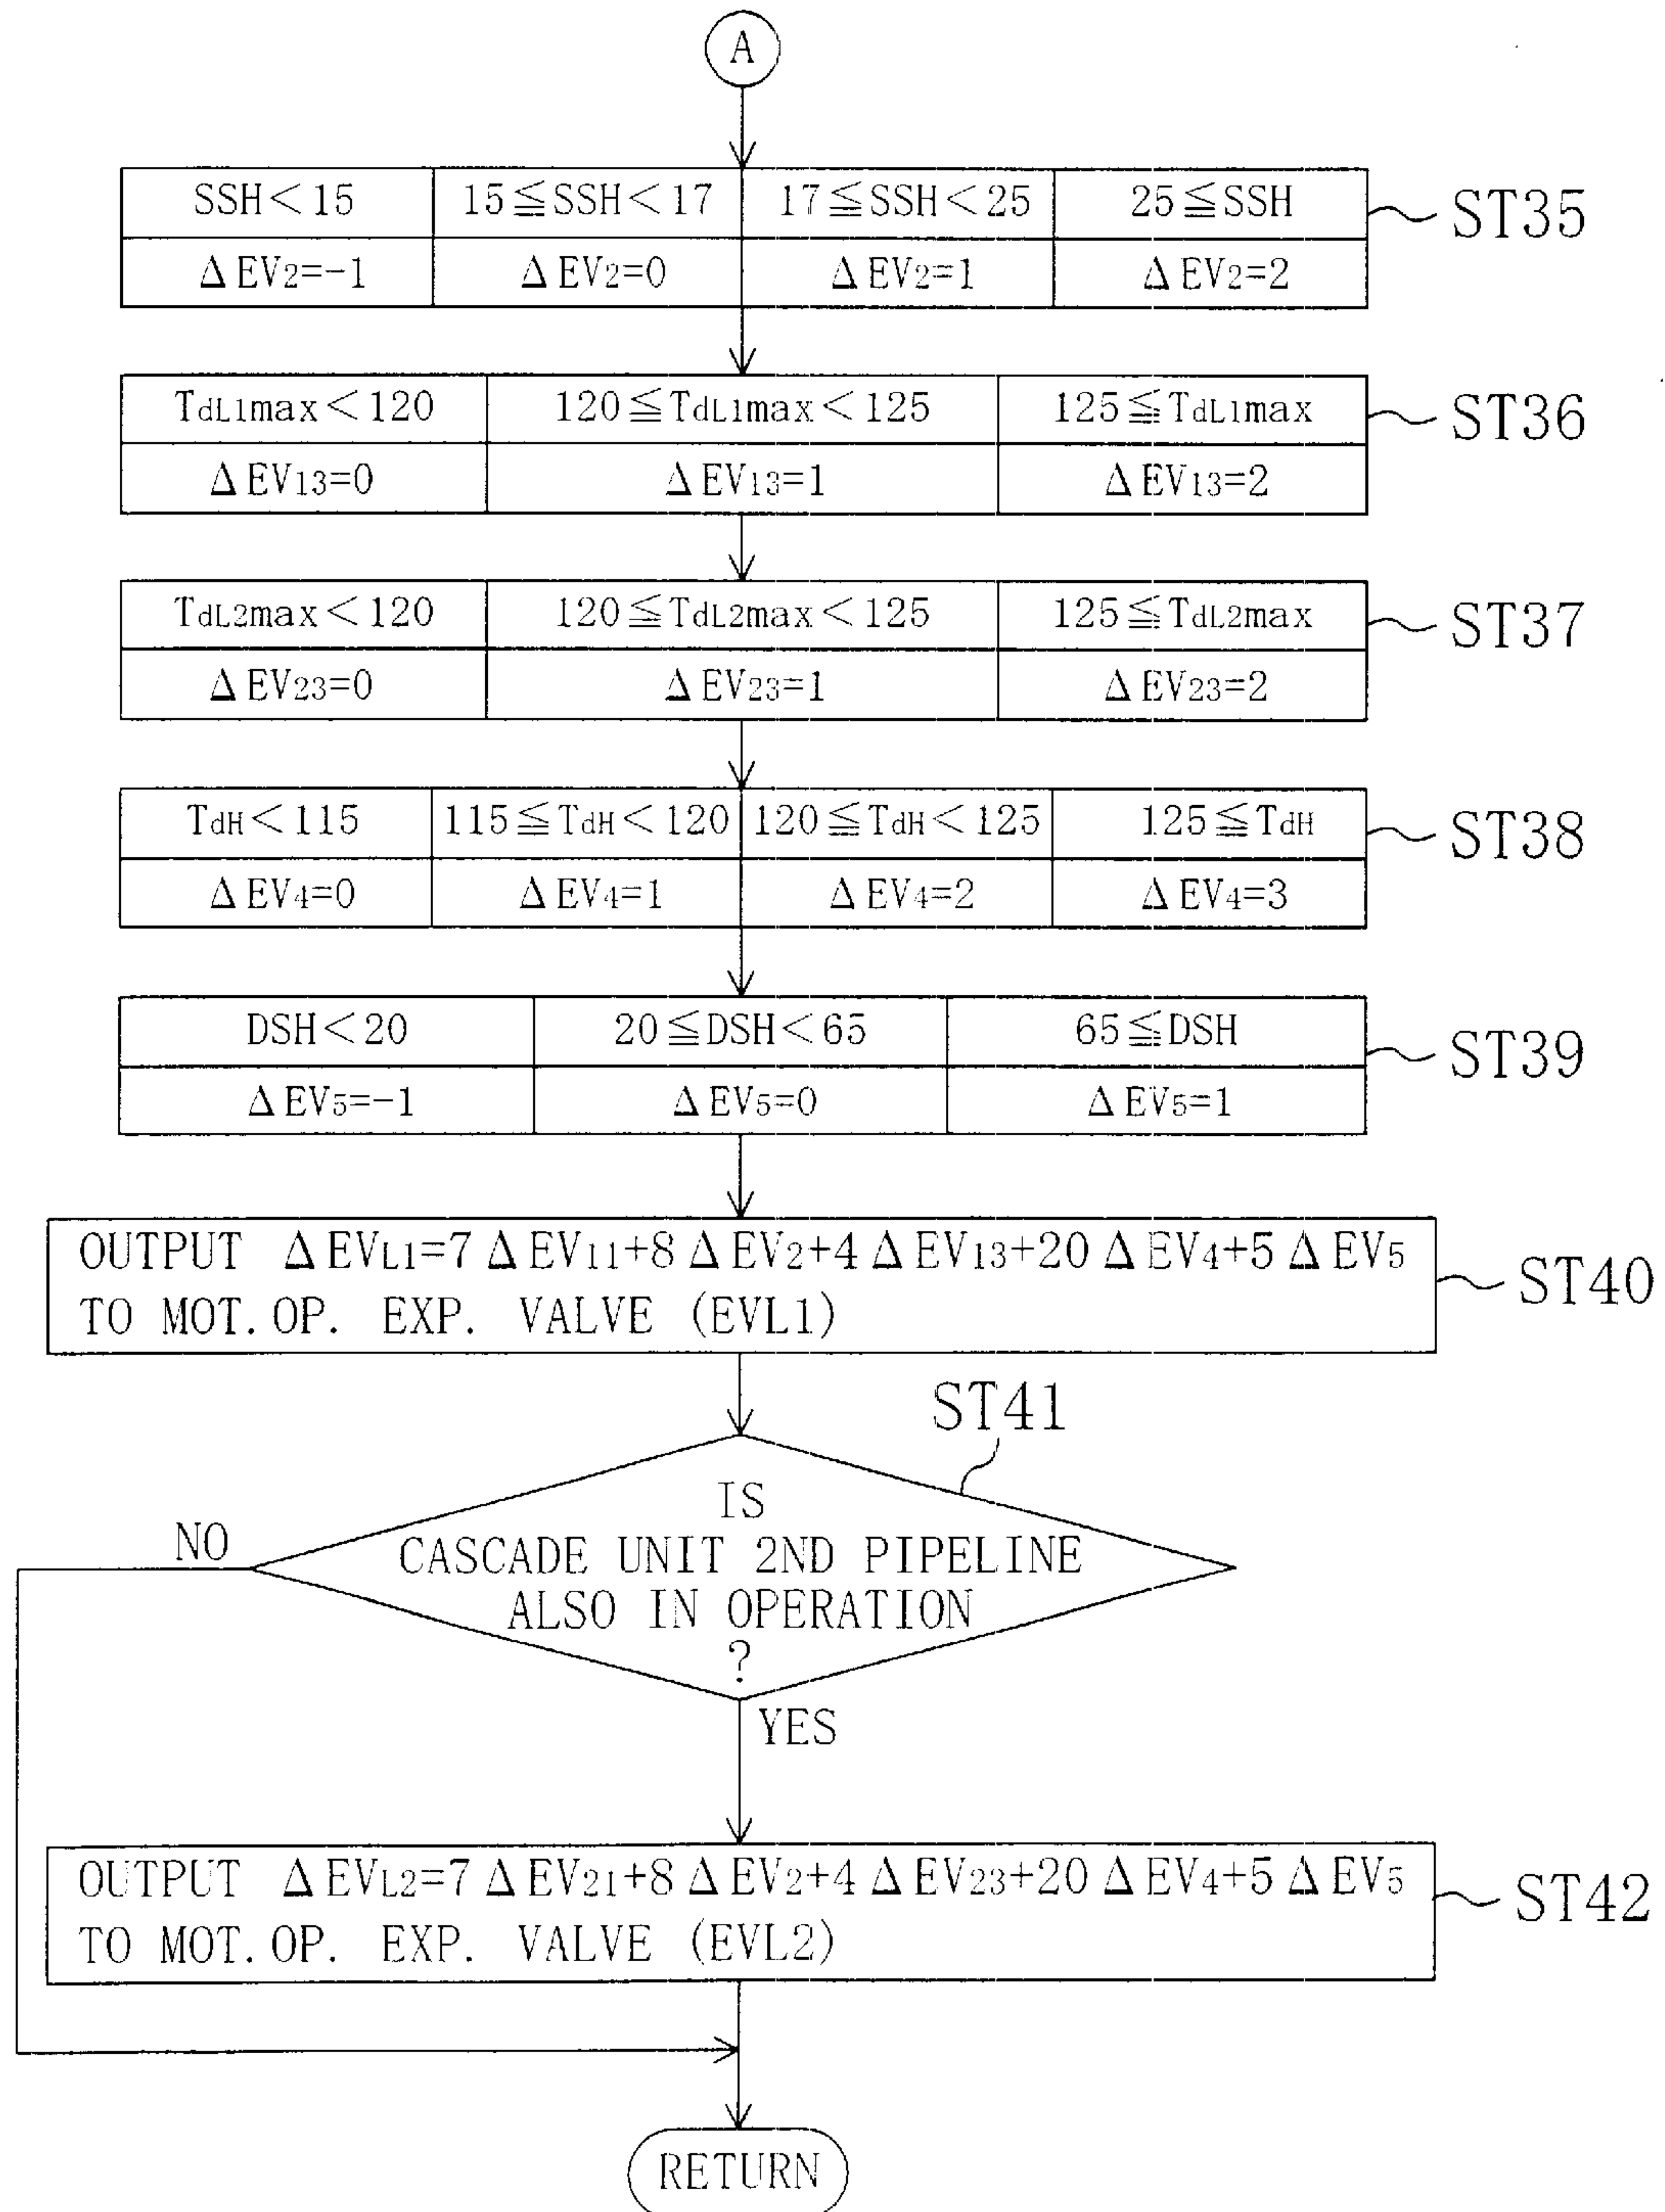 A
SSH<15 15≦SSH<17 17≦SSH<25 25≦SSH
ΔEV2=-1 ΔEV2=0 ΔEV2=1 ΔEV2=2
ST35
TdL1max<120 120≦TdL1max<125 125≦TdL1max
ΔEV13=0 ΔEV13=1 ΔEV13=2
ST36
TdL2max<120 120≦TdL2max<125 125≦TdL2max
ΔEV23=0 ΔEV23=1 ΔEV23=2
ST37
TdH<115 115≦TdH<120 120≦TdH<125 125≦TdH
ΔEV4=0 ΔEV4=1 ΔEV4=2 ΔEV4=3
ST38
DSH<20 20≦DSH<65 65≦DSH
ΔEV5=-1 ΔEV5=0 ΔEV5=1
ST39
OUTPUT ΔEVL1=7ΔEV11+8ΔEV2+4ΔEV13+20ΔEV4+5ΔEV5
TO MOT.OP. EXP. VALVE (EVL1)
ST40
ST41
IS
CASCADE UNIT 2ND PIPELINE
ALSO IN OPERATION
?
NO
YES
OUTPUT ΔEVL2=7ΔEV21+8ΔEV2+4ΔEV23+20ΔEV4+5ΔEV5
TO MOT.OP. EXP. VALVE (EVL2)
ST42
RETURN